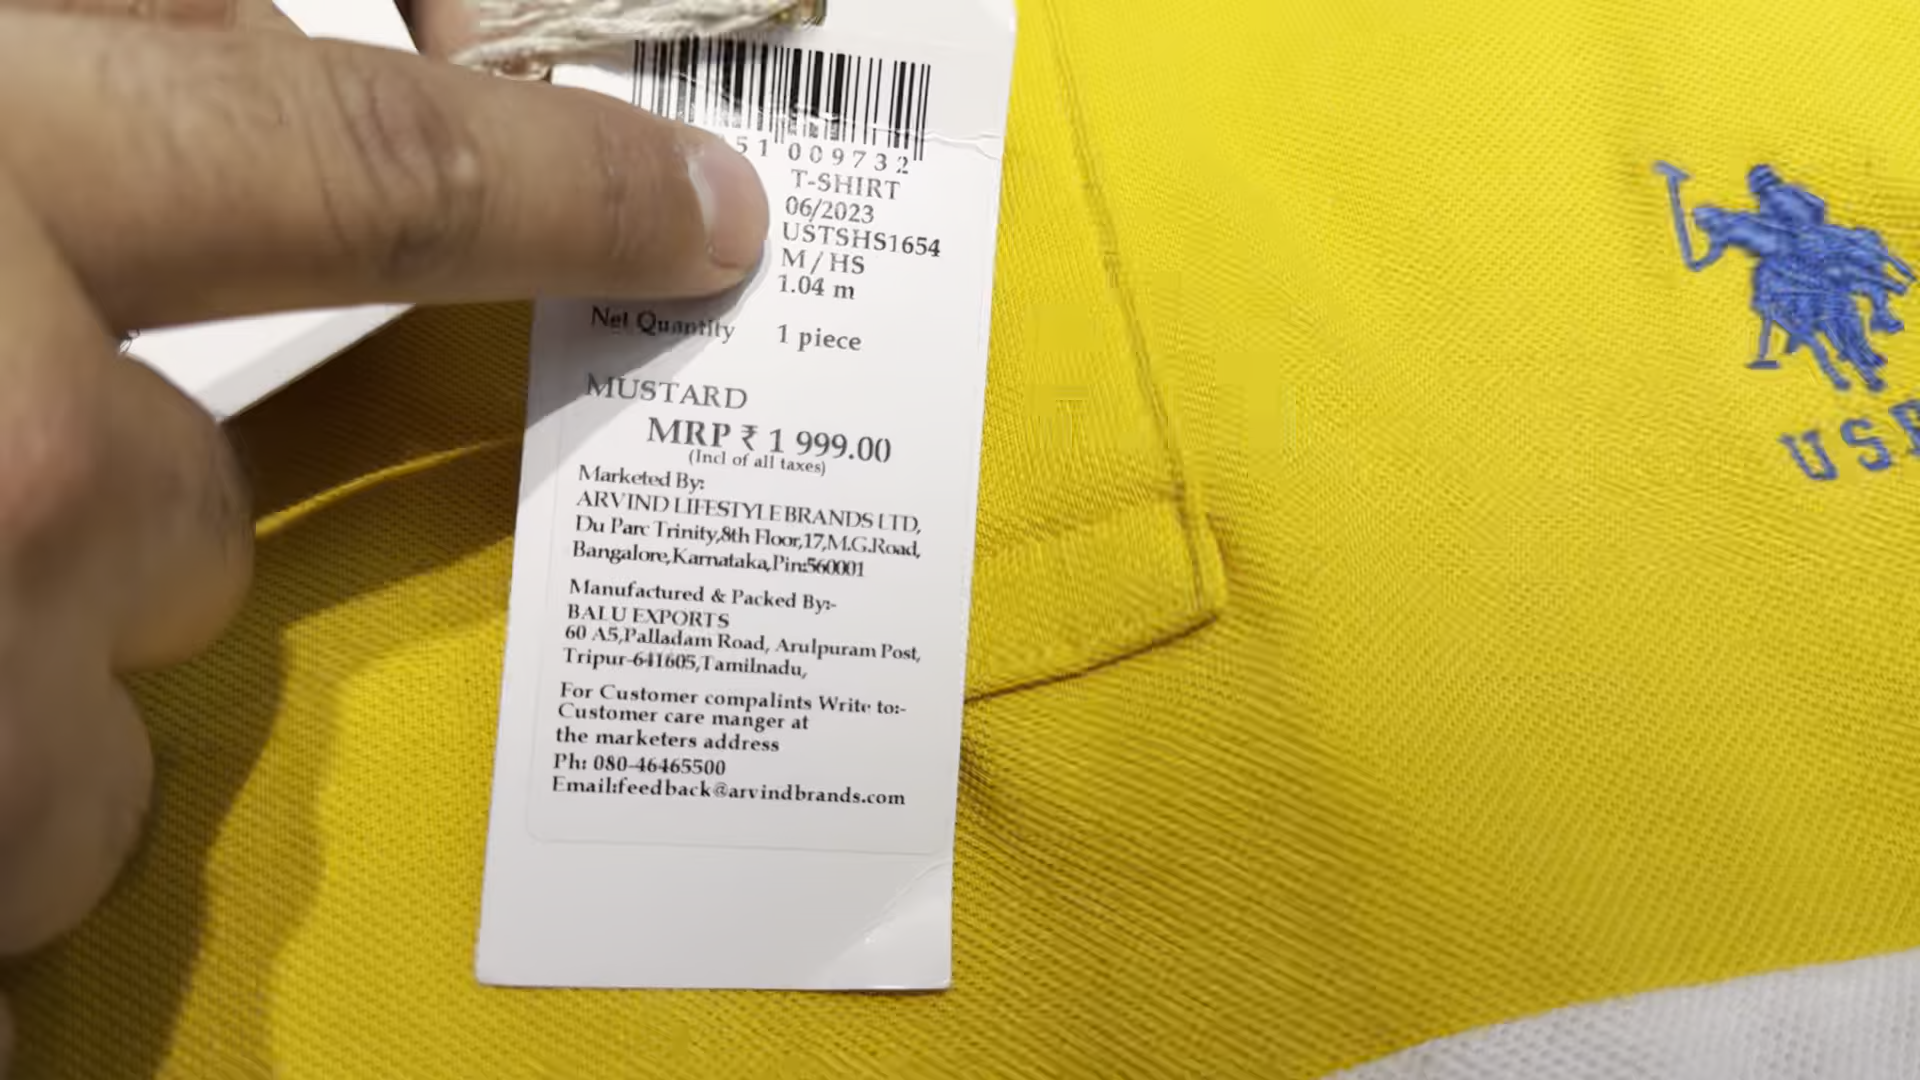 51 009732
T-SHIRT
06/2023
USTSHS1654
M / HS
1.04 m
Net Quantity 1 piece
MUSTARD
MRP ₹ 1 999.00
(Incl of all taxes)
Marketed By:
ARVIND LIFESTYLE BRANDS LTD,
Du Parc Trinity,8th Floor,17,M.G.Road,
Bangalore,Karnataka,Pin:560001
Manufactured & Packed By:-
BALU EXPORTS
60 A5,Palladam Road, Arulpuram Post,
Tripur-641605,Tamilnadu,
For Customer compalints Write to:-
Customer care manger at
the marketers address
Ph: 080-46465500
Email:feedback@arvindbrands.com